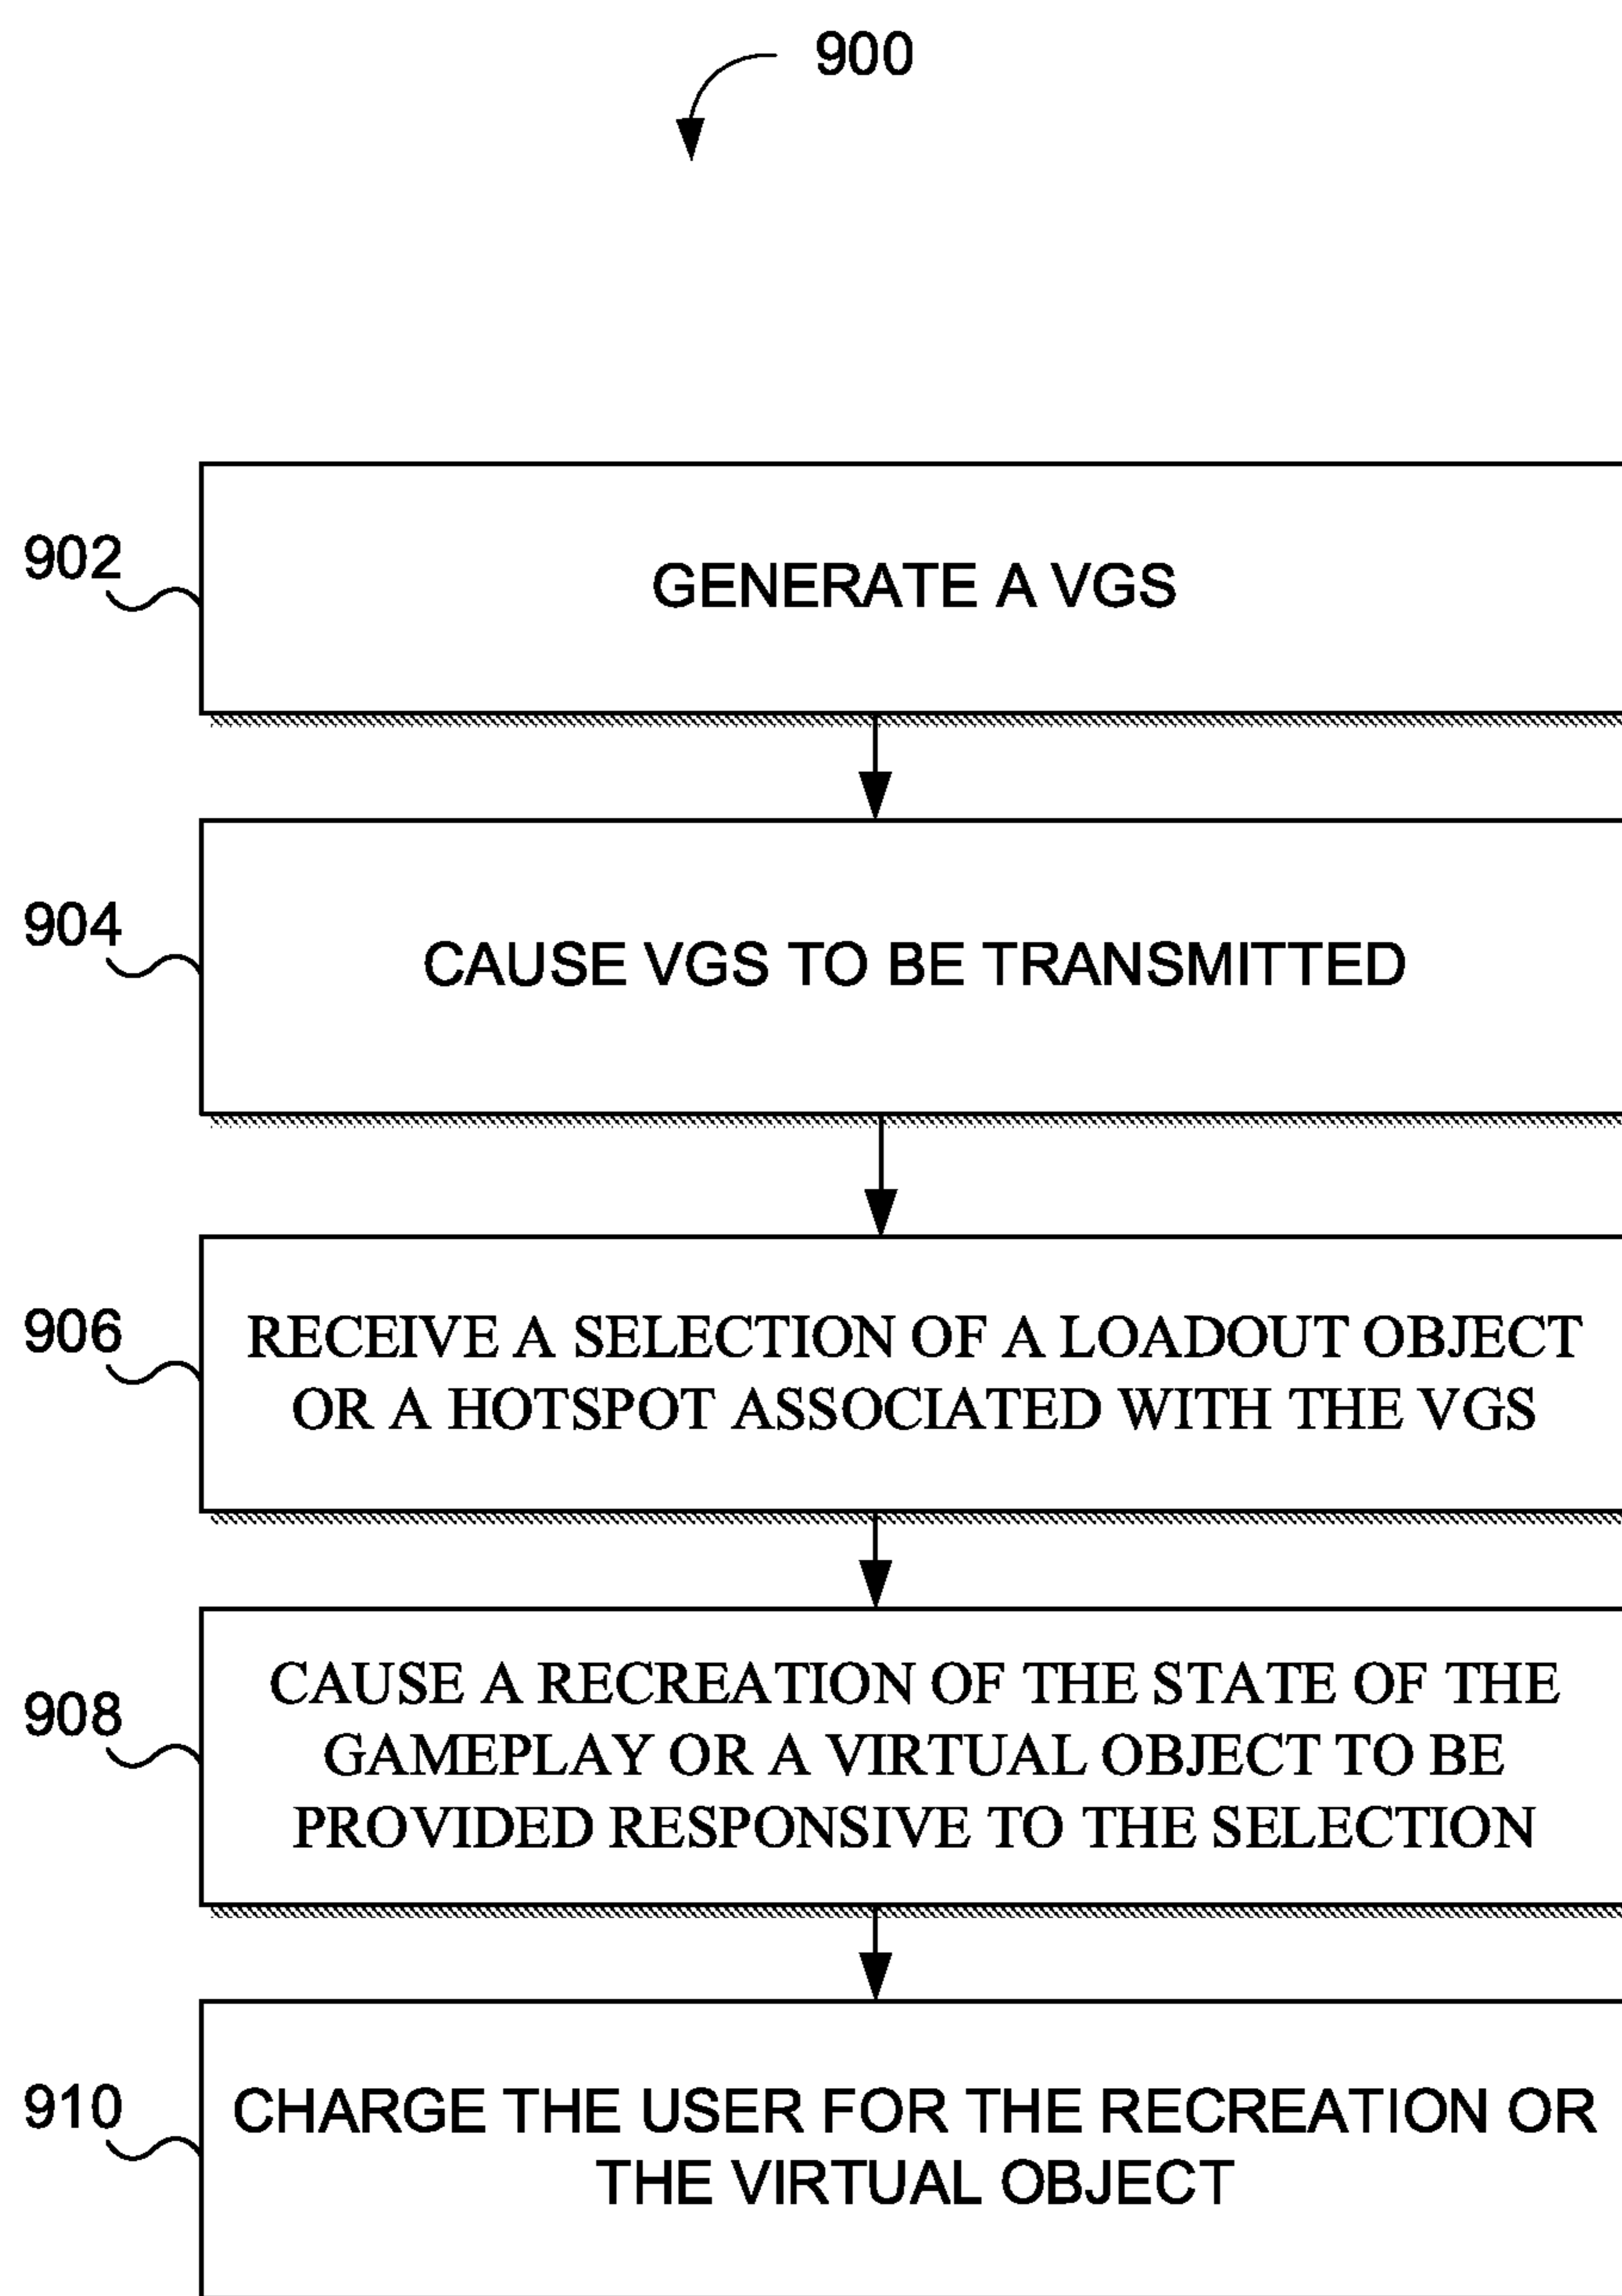 900
902
GENERATE A VGS
904
CAUSE VGS TO BE TRANSMITTED
906
RECEIVE A SELECTION OF A LOADOUT OBJECT
OR A HOTSPOT ASSOCIATED WITH THE VGS
908
CAUSE A RECREATION OF THE STATE OF THE
GAMEPLAY OR A VIRTUAL OBJECT TO BE
PROVIDED RESPONSIVE TO THE SELECTION
910
CHARGE THE USER FOR THE RECREATION OR
THE VIRTUAL OBJECT